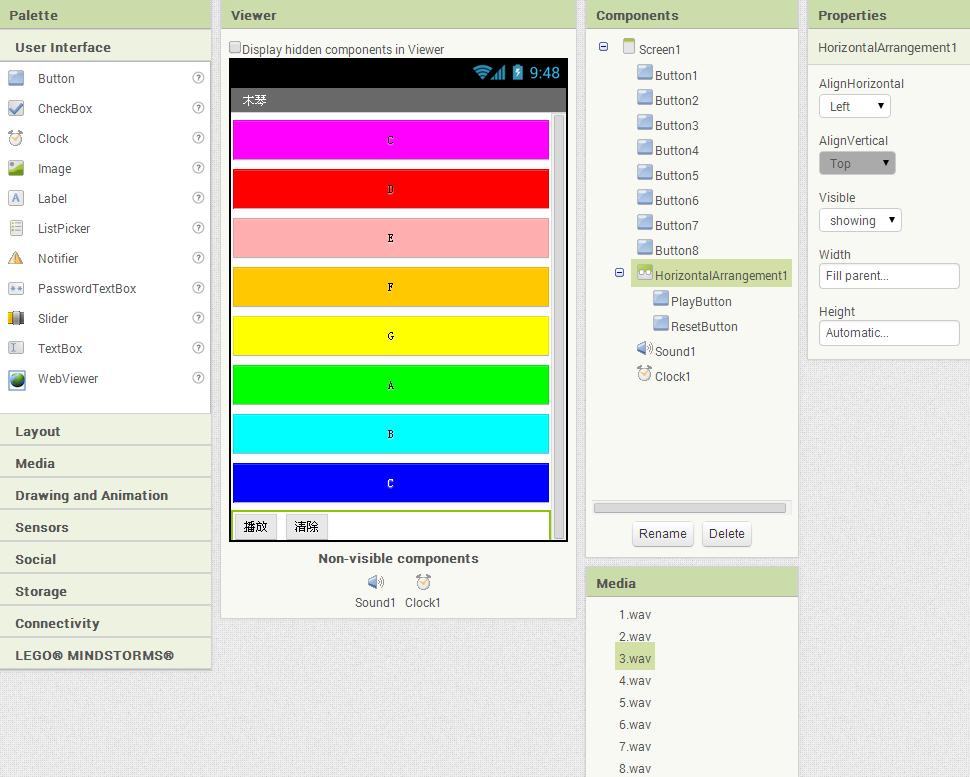 Palette
User Interface
Button
CheckBox
Clock
Image
Label
ListPicker
Notifier
PasswordTextBox
Slider
TextBox
WebViewer
Layout
Media
Drawing and Animation
Sensors
Social
Storage
Connectivity
LEGO® MINDSTORMS®
Viewer
Display hidden components in Viewer
9:48
木琴
C
D
E
F
G
A
B
C
播放 清除
Non-visible components
Sound1 Clock1
Components
Screen1
Button1
Button2
Button3
Button4
Button5
Button6
Button7
Button8
HorizontalArrangement1
PlayButton
ResetButton
Sound1
Clock1
Rename Delete
Media
1.wav
2.wav
3.wav
4.wav
5.wav
6.wav
7.wav
8.wav
Properties
HorizontalArrangement1
AlignHorizontal
Left
AlignVertical
Top
Visible
showing
Width
Fill parent...
Height
Automatic...